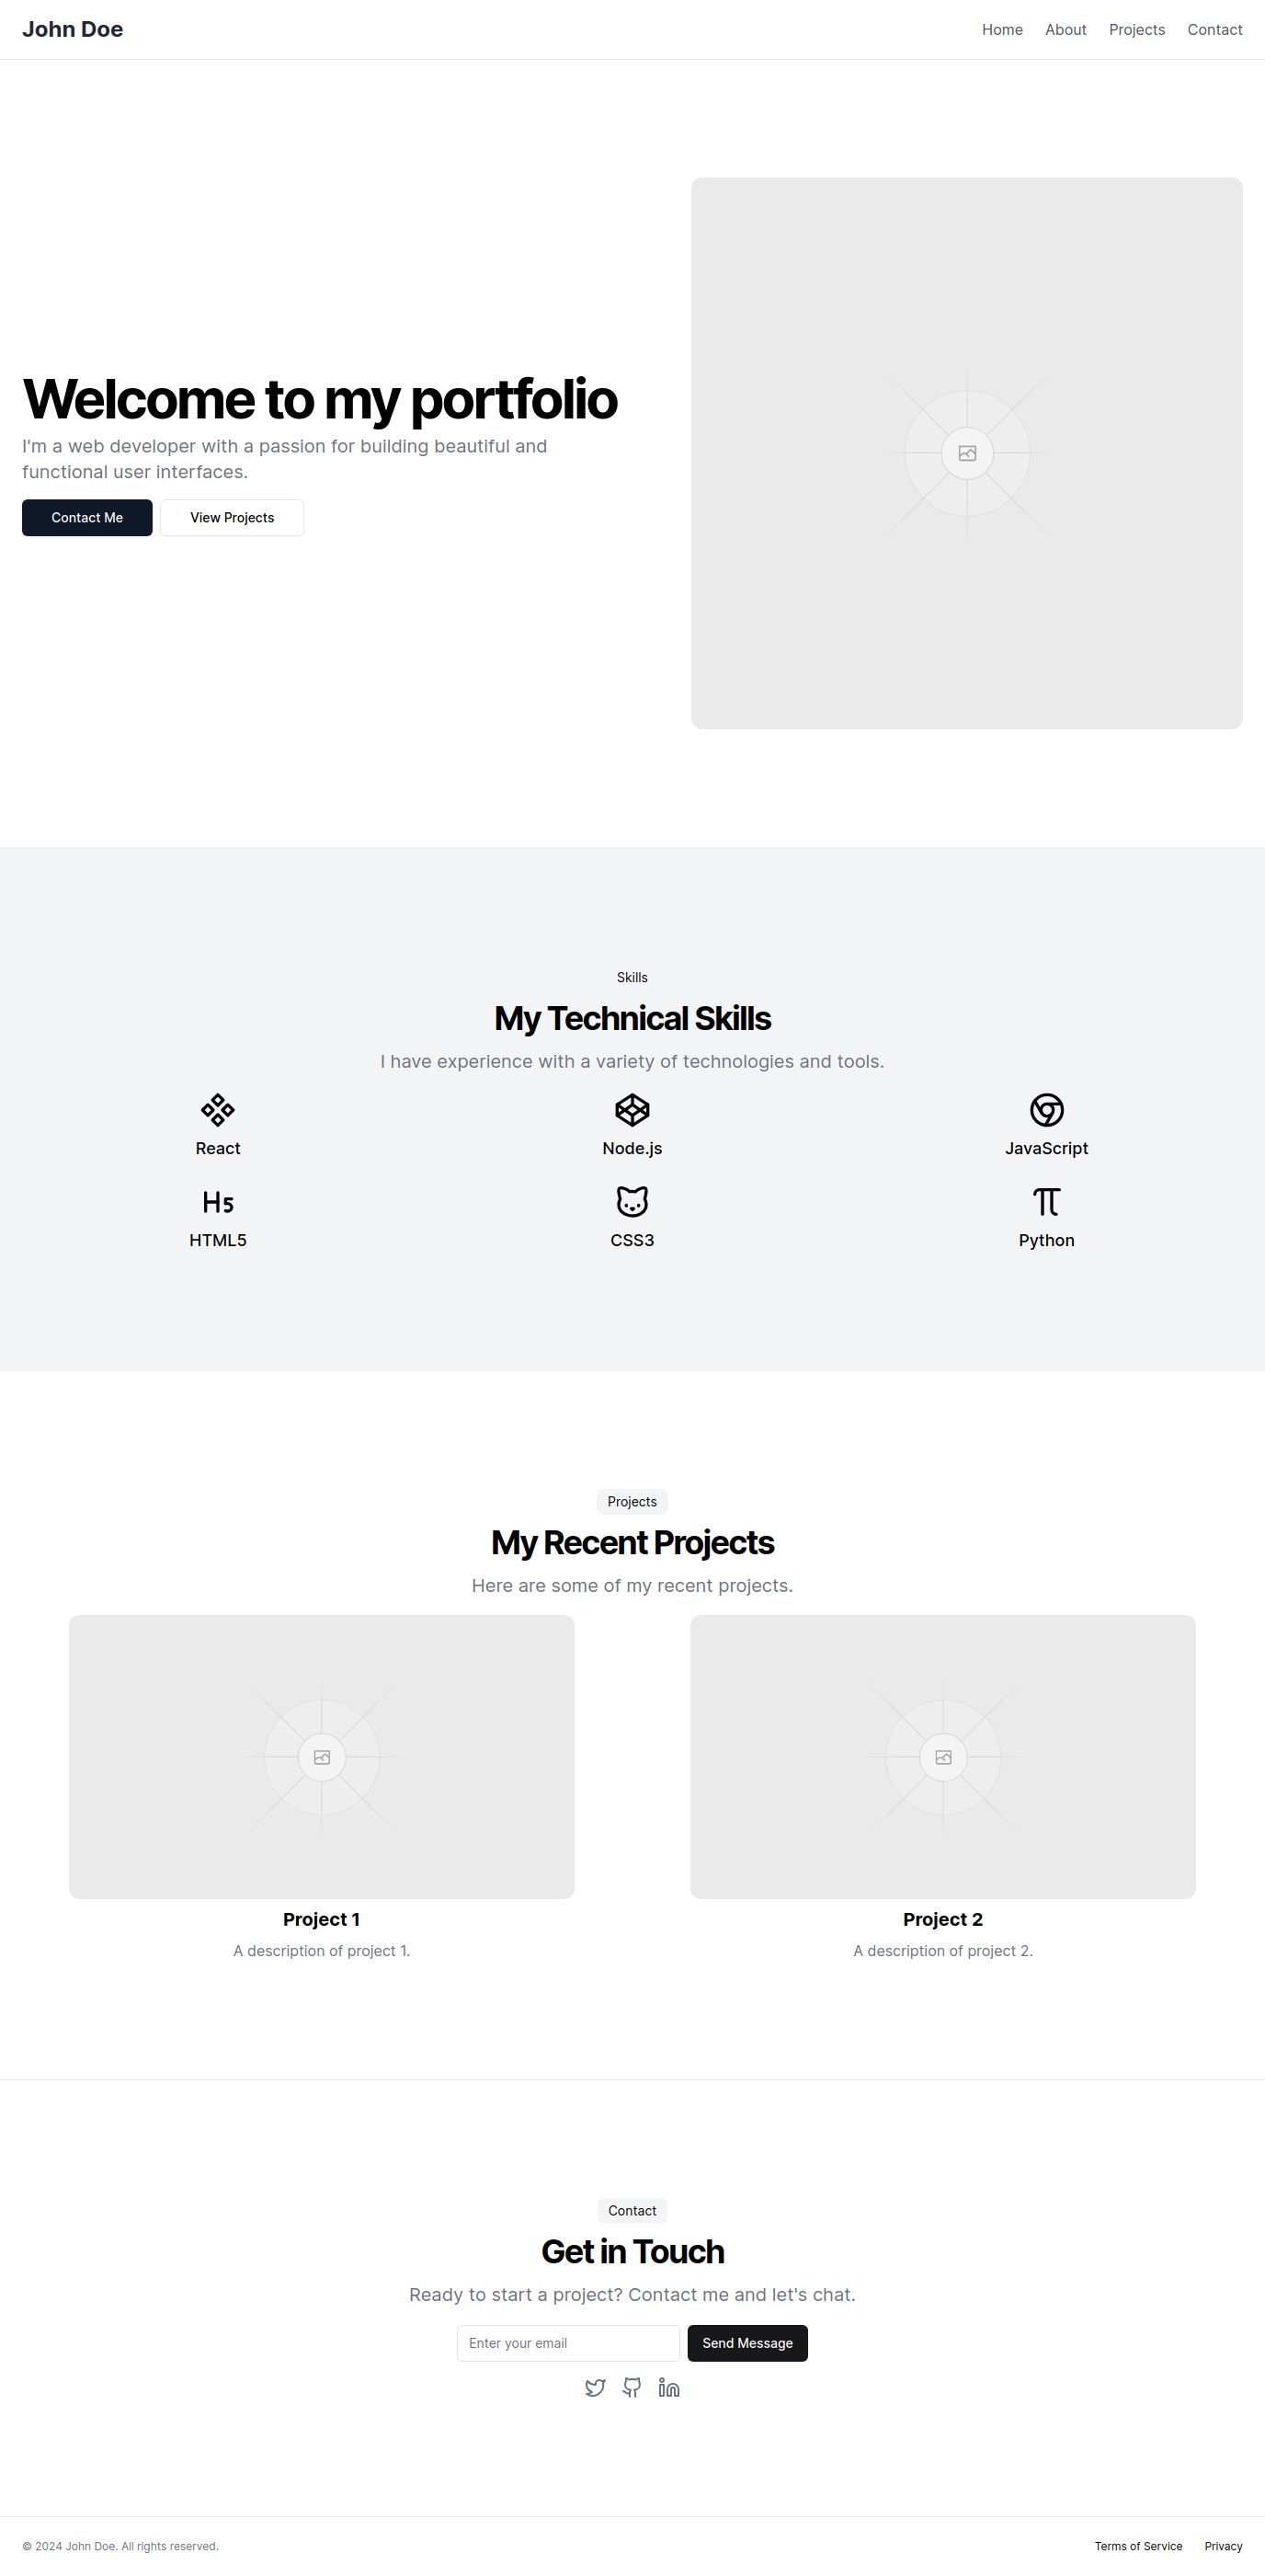 John Doe
Home About Projects Contact
Welcome to my portfolio
I'm a web developer with a passion for building beautiful and
functional user interfaces.
Contact Me View Projects
Skills
My Technical Skills
I have experience with a variety of technologies and tools.
React Node.js JavaScript
H5
HTML5 CSS3 Python
Projects
My Recent Projects
Here are some of my recent projects.
Project 1 Project 2
A description of project 1. A description of project 2.
Contact
Get in Touch
Ready to start a project? Contact me and let's chat.
Enter your email Send Message
© 2024 John Doe. All rights reserved. Terms of Service Privacy